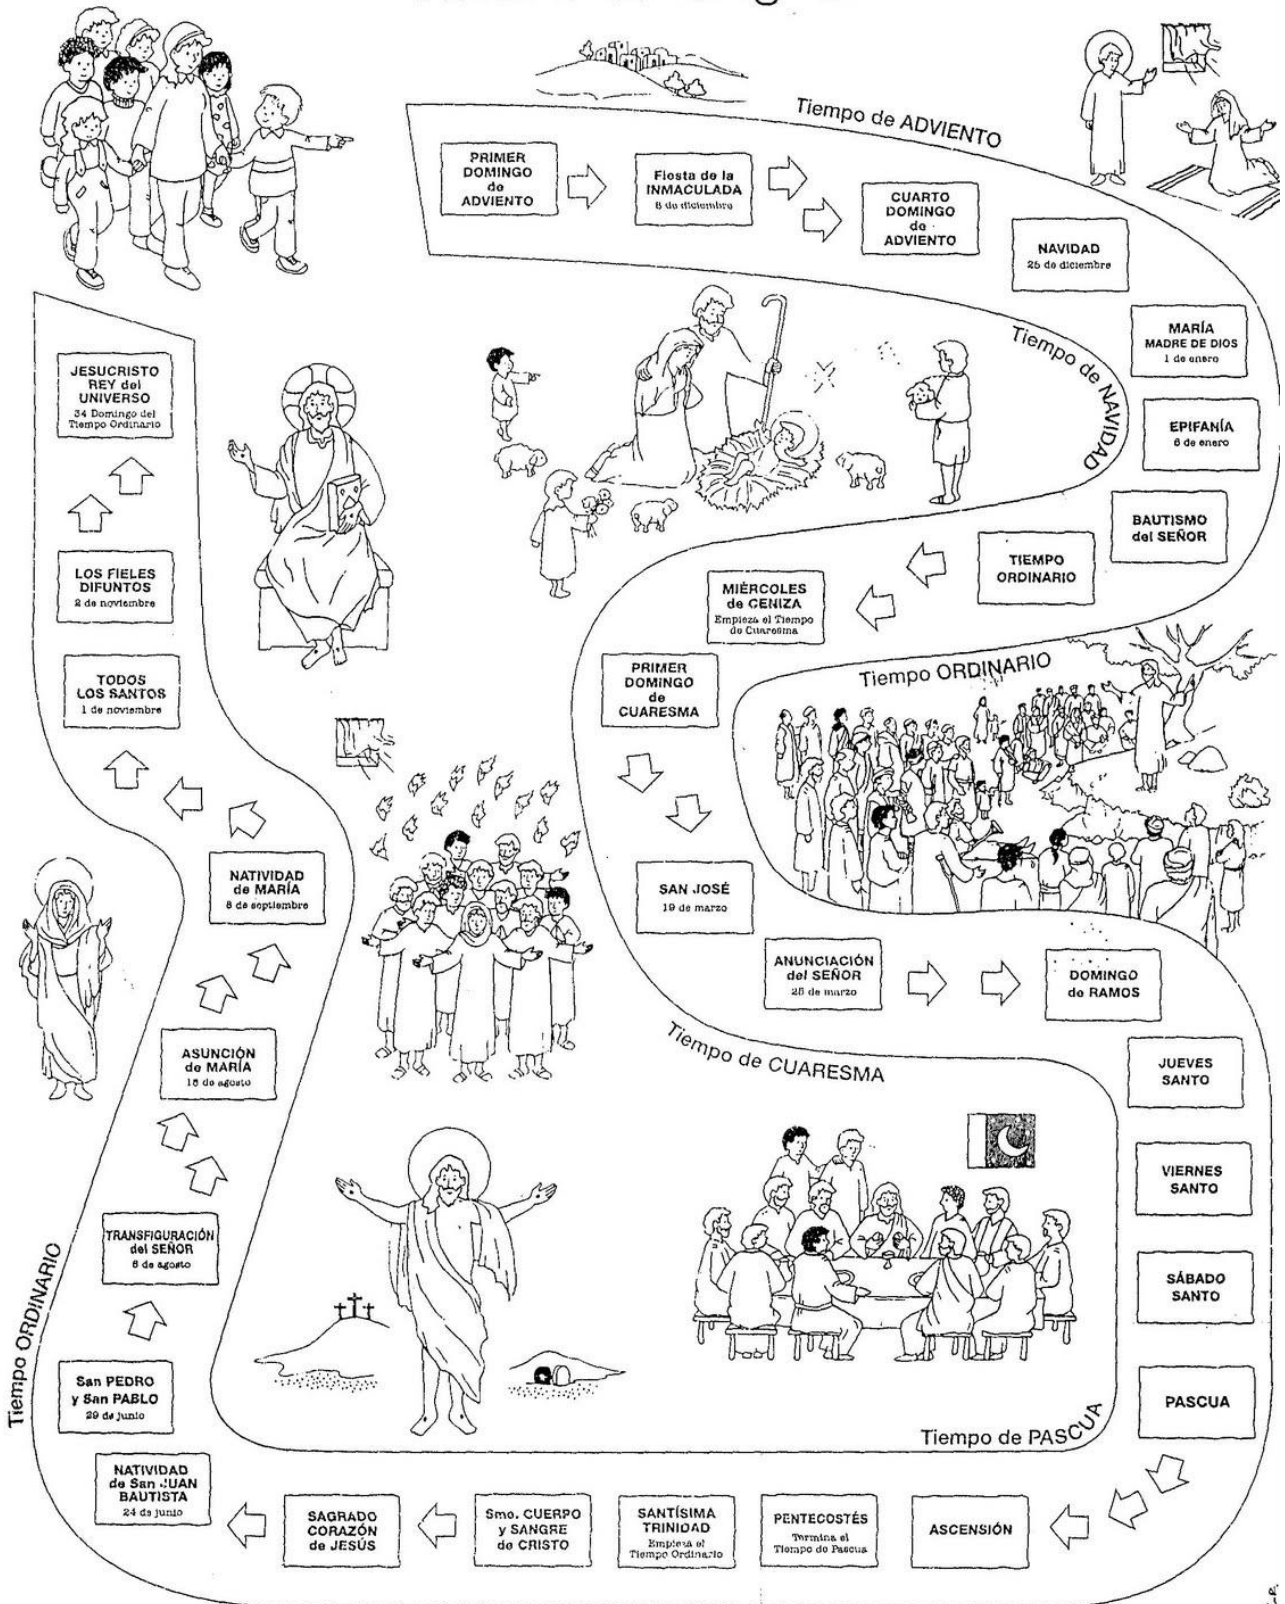 Tiempo de ADVIENTO
PRIMER
DOMINGO
de
ADVIENTO
Fiesta de la
INMACULADA
8 de diciembre
CUARTO
DOMINGO
de
ADVIENTO
NAVIDAD
25 de diciembre
Tiempo de NAVIDAD
MARÍA
MADRE DE DIOS
1 de enero
EPIFANÍA
6 de enero
BAUTISMO
del SEÑOR
TIEMPO
ORDINARIO
MIÉRCOLES
de CENIZA
Empieza el Tiempo
de Cuaresma
Tiempo ORDINARIO
PRIMER
DOMINGO
de
CUARESMA
SAN JOSÉ
19 de marzo
ANUNCIACIÓN
del SEÑOR
25 de marzo
DOMINGO
de RAMOS
Tiempo de CUARESMA
JUEVES
SANTO
VIERNES
SANTO
SÁBADO
SANTO
PASCUA
Tiempo de PASCUA
ASCENSIÓN
PENTECOSTÉS
Termina el
Tiempo de Pascua
SANTÍSIMA
TRINIDAD
Empieza el
Tiempo Ordinario
Smo. CUERPO
y SANGRE
de CRISTO
SAGRADO
CORAZÓN
de JESÚS
NATIVIDAD
de San JUAN
BAUTISTA
24 de junio
San PEDRO
y San PABLO
29 de junio
Tiempo ORDINARIO
TRANSFIGURACIÓN
del SEÑOR
6 de agosto
ASUNCIÓN
de MARÍA
15 de agosto
NATIVIDAD
de MARÍA
8 de septiembre
TODOS
LOS SANTOS
1 de noviembre
LOS FIELES
DIFUNTOS
2 de noviembre
JESUCRISTO
REY del
UNIVERSO
34 Domingo del
Tiempo Ordinario